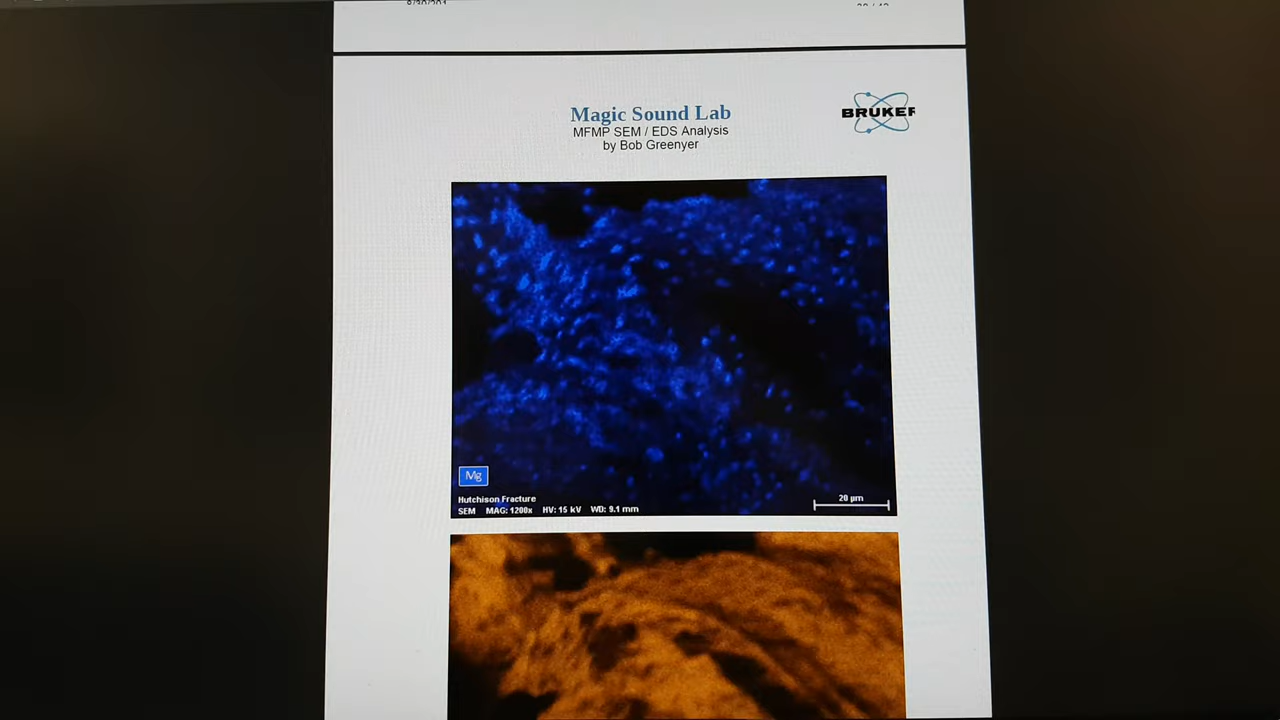 Magic Sound Lab
BRUKER
MFMP SEM / EDS Analysis
by Bob Greenyer
Mg
Hutchison Fracture
20 µm
SEM MAG: 1200x HV: 15 kV WD: 9.1 mm